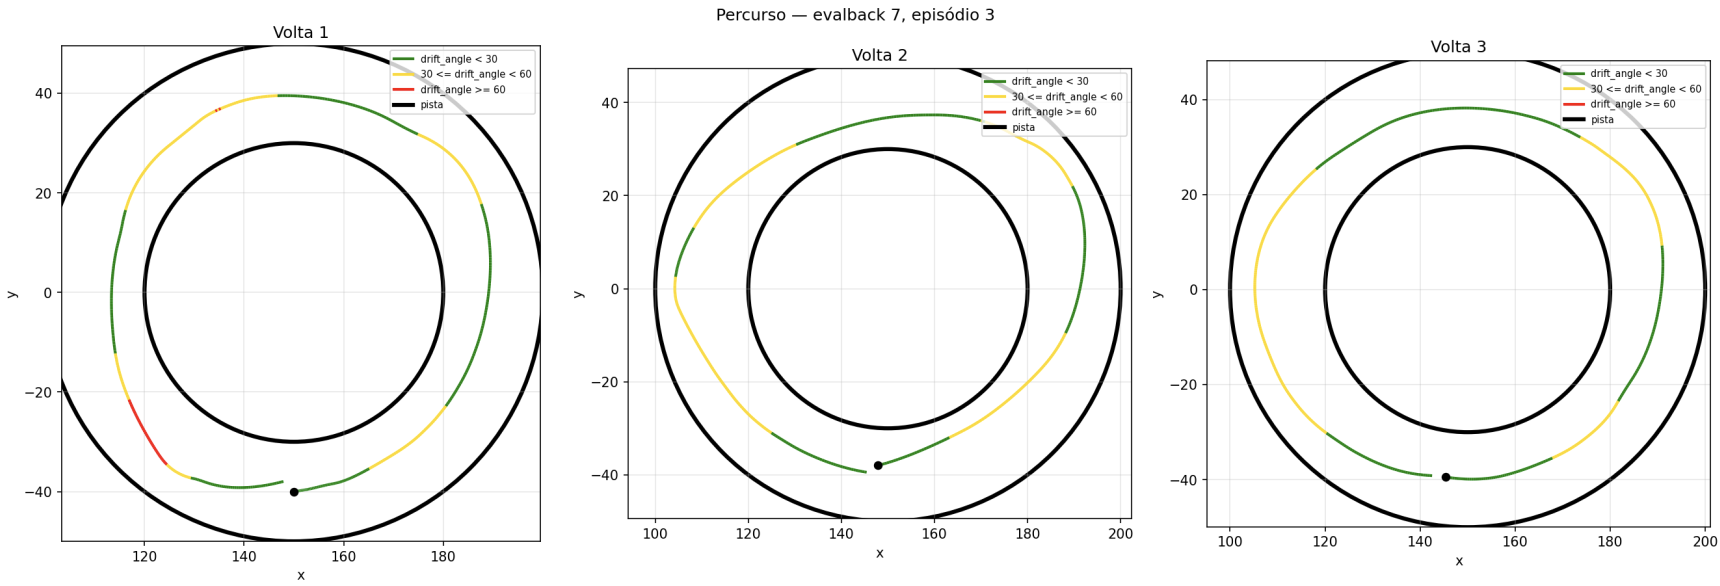 Percurso — evalback 7, episódio 3
Volta 1
drift_angle < 30
30 <= drift_angle < 60
drift_angle >= 60
pista
40
20
0
−20
−40
y
120
140
160
180
x
Volta 2
drift_angle < 30
30 <= drift_angle < 60
drift_angle >= 60
pista
40
20
0
−20
−40
y
100
120
140
160
180
200
x
Volta 3
drift_angle < 30
30 <= drift_angle < 60
drift_angle >= 60
pista
40
20
0
−20
−40
y
100
120
140
160
180
200
x